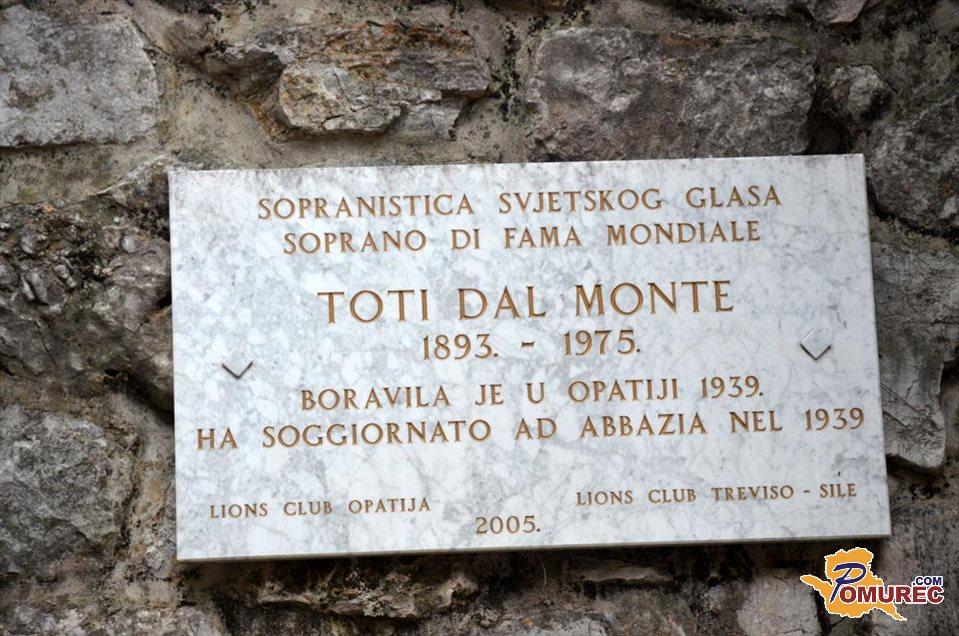 SOPRANISTICA SVJETSKOG GLASA
SOPRANO DI FAMA MONDIALE
TOTI DAL MONTE
1893. - 1975.
BORAVILA JE U OPATIJI 1939.
HA SOGGIORNATO AD ABBAZIA NEL 1939
LIONS CLUB OPATIJA
LIONS CLUB TREVISO - SILE
2005.
POMUREC.COM